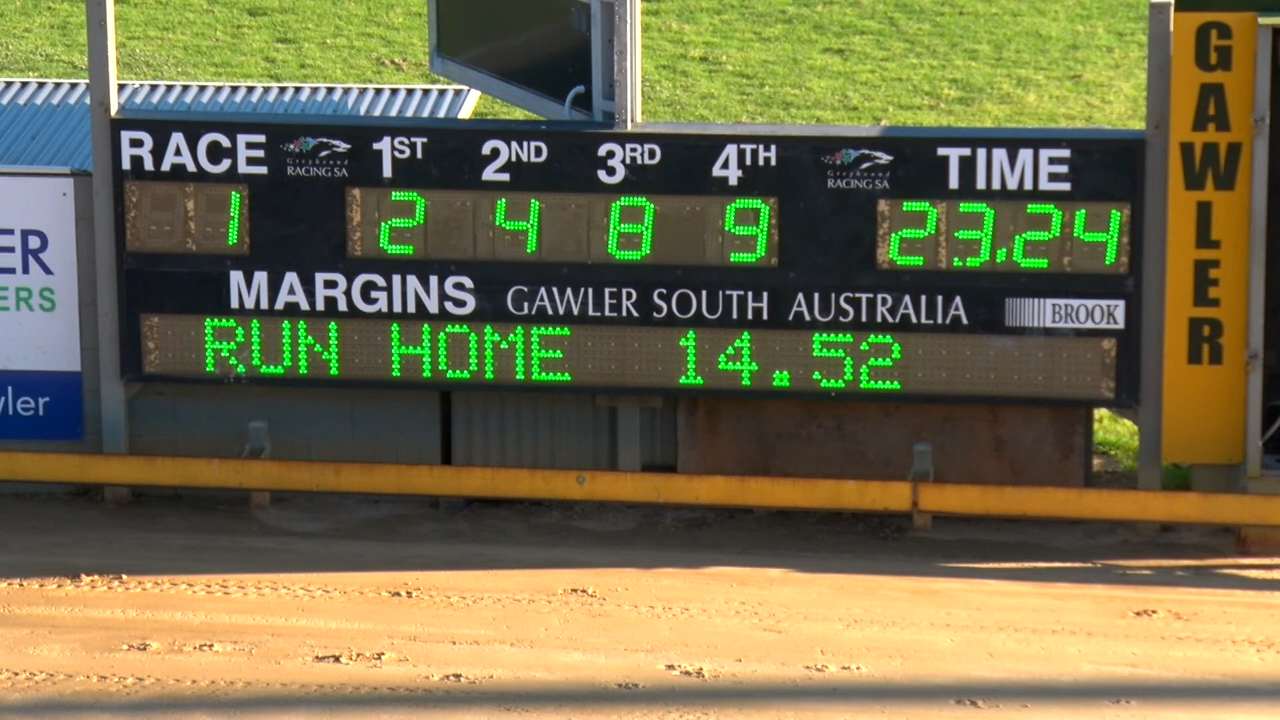 RACE 1ST 2ND 3RD 4TH TIME
Greyhound RACING SA Greyhound RACING SA
1 2 4 8 9 23.24
MARGINS GAWLER SOUTH AUSTRALIA BROOK
RUN HOME 14.52
GAWLER
ER
ERS
wler